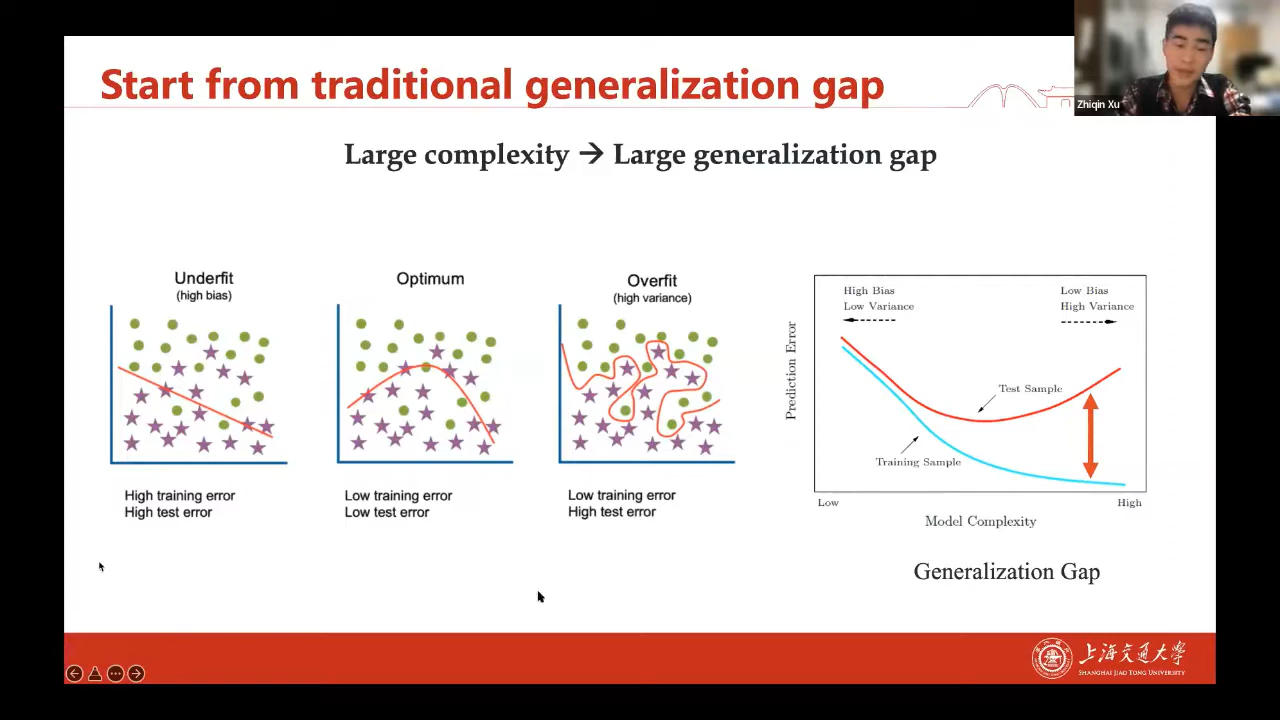 Start from traditional generalization gap
Zhiqin Xu
Large complexity → Large generalization gap
Underfit
(high bias)
High training error
High test error
Optimum
Low training error
Low test error
Overfit
(high variance)
Low training error
High test error
High Bias
Low Variance
Low Bias
High Variance
Prediction Error
Test Sample
Training Sample
Low
High
Model Complexity
Generalization Gap
上海交通大学
SHANGHAI JIAO TONG UNIVERSITY